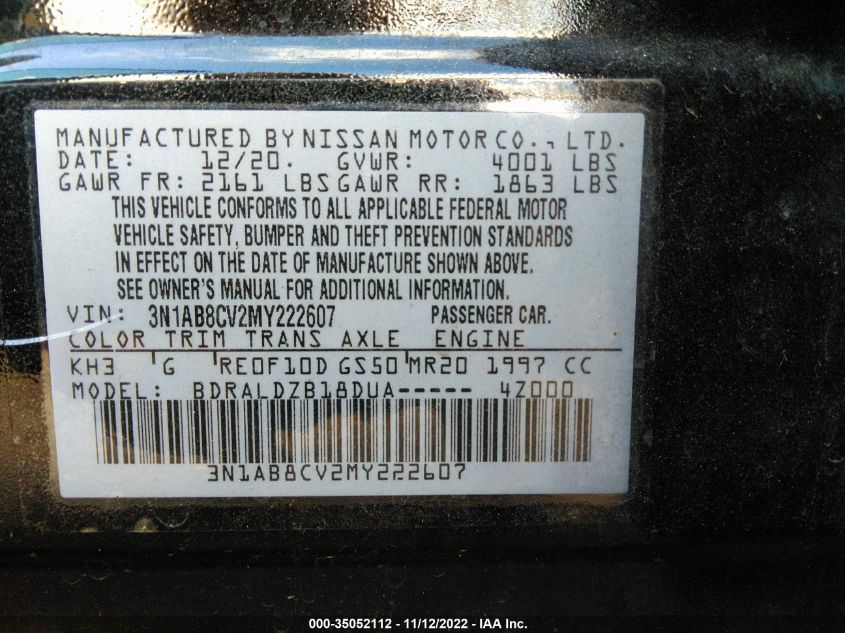 MANUFACTURED BY NISSAN MOTOR CO., LTD.
DATE: 12/20. GVWR: 4001 LBS
GAWR FR: 2161 LBS GAWR RR: 1863 LBS
THIS VEHICLE CONFORMS TO ALL APPLICABLE FEDERAL MOTOR
VEHICLE SAFETY, BUMPER AND THEFT PREVENTION STANDARDS
IN EFFECT ON THE DATE OF MANUFACTURE SHOWN ABOVE.
SEE OWNER'S MANUAL FOR ADDITIONAL INFORMATION.
VIN: 3N1AB8CV2MY222607 PASSENGER CAR.
COLOR TRIM TRANS AXLE ENGINE
KH3 G RE0F10D GS50 MR20 1997 CC
MODEL: BDRALDZB18DUA----- 4Z000
3N1AB8CV2MY222607
000-35052112 - 11/12/2022 - IAA Inc.